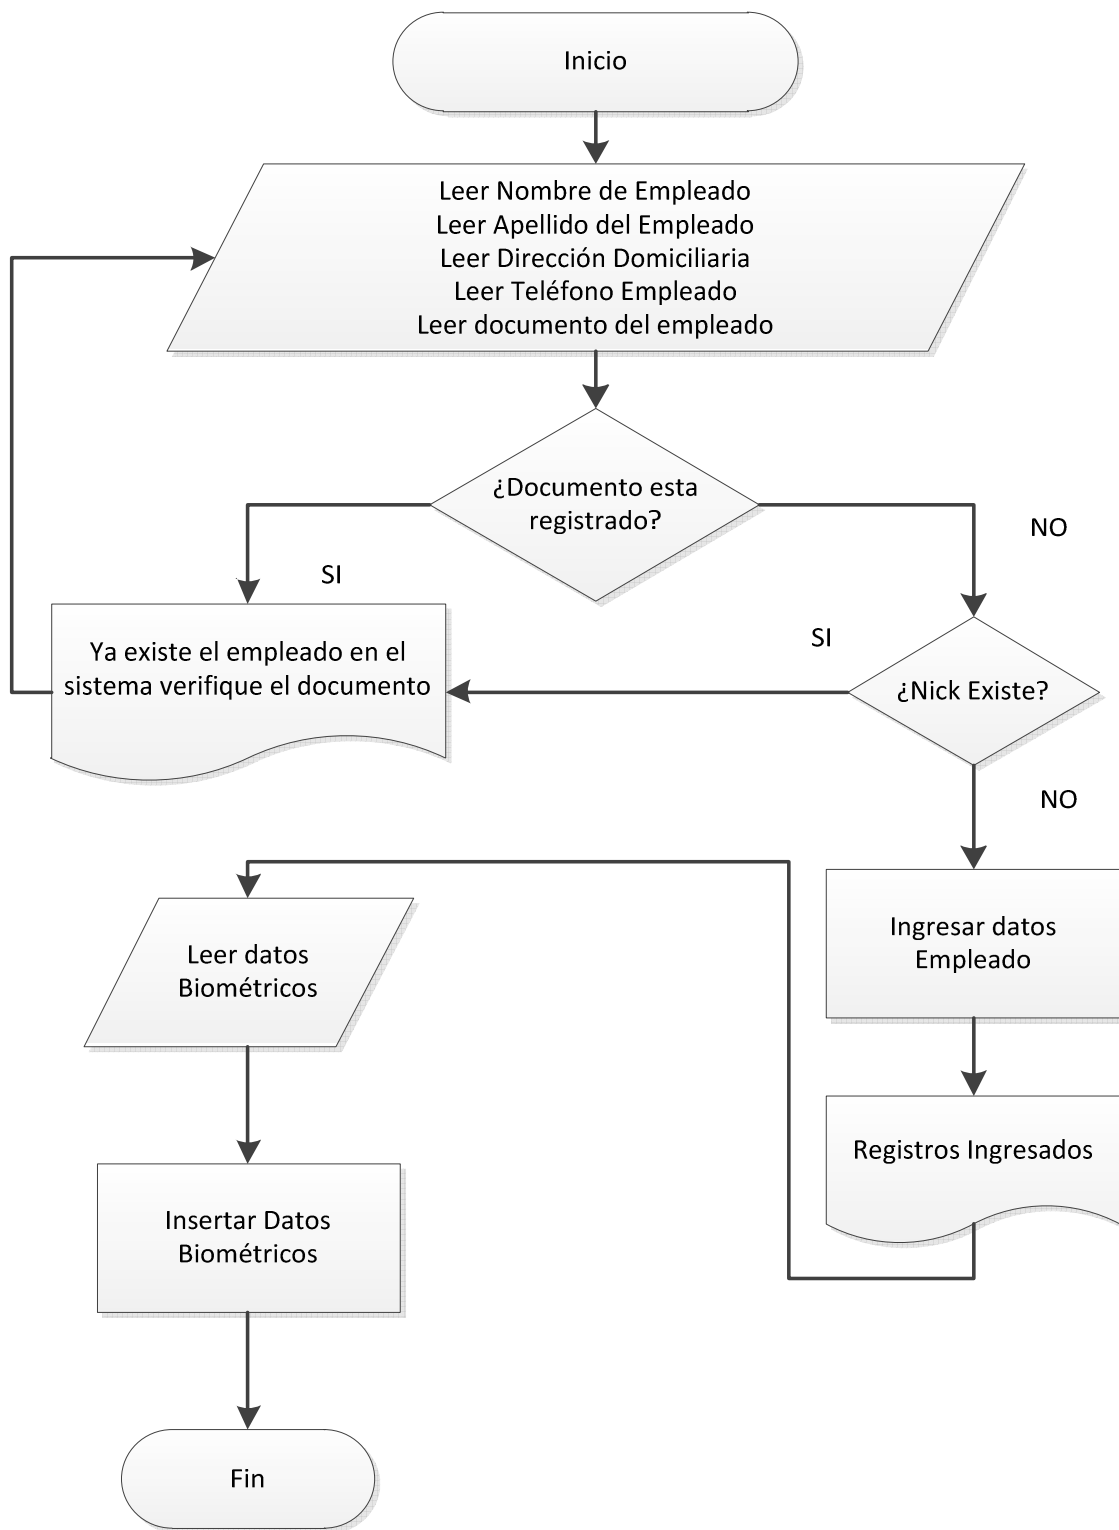 Inicio
Leer Nombre de Empleado
Leer Apellido del Empleado
Leer Dirección Domiciliaria
Leer Teléfono Empleado
Leer documento del empleado
¿Documento esta
registrado?
NO
SI
SI
Ya existe el empleado en el
sistema verifique el documento
¿Nick Existe?
NO
Ingresar datos
Empleado
Registros Ingresados
Leer datos
Biométricos
Insertar Datos
Biométricos
Fin